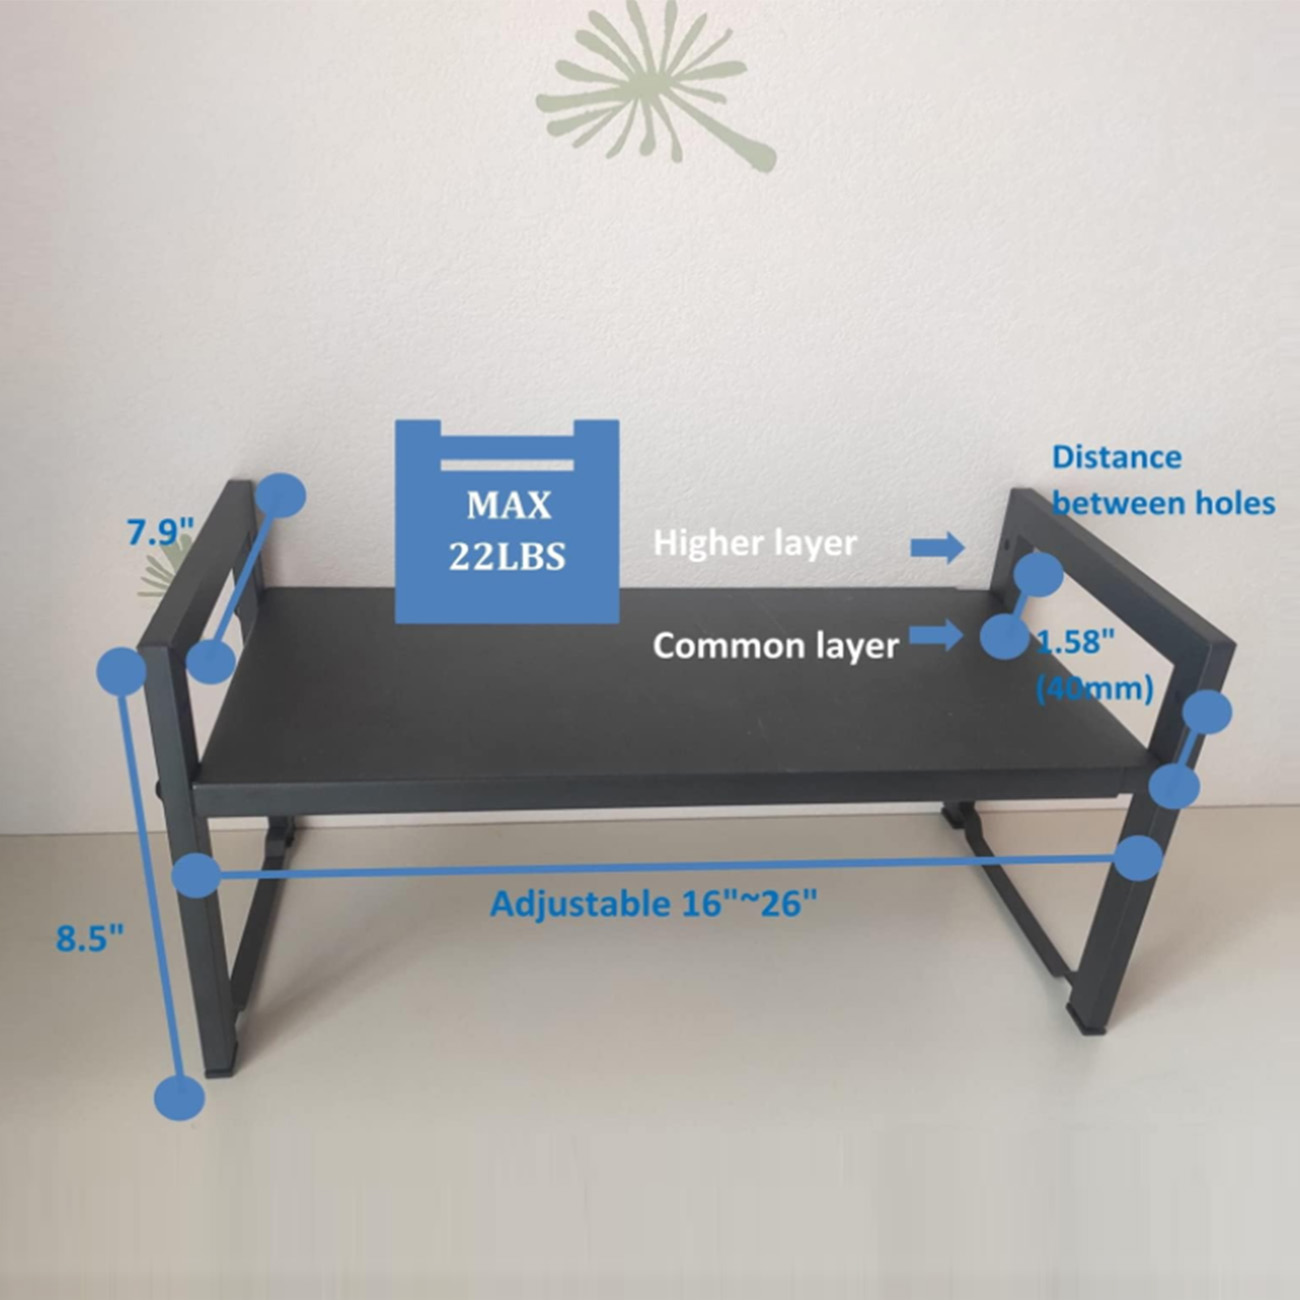 Distance
between holes
7.9"
MAX
22LBS
Higher layer
Common layer
1.58"
(40mm)
Adjustable 16"~26"
8.5"